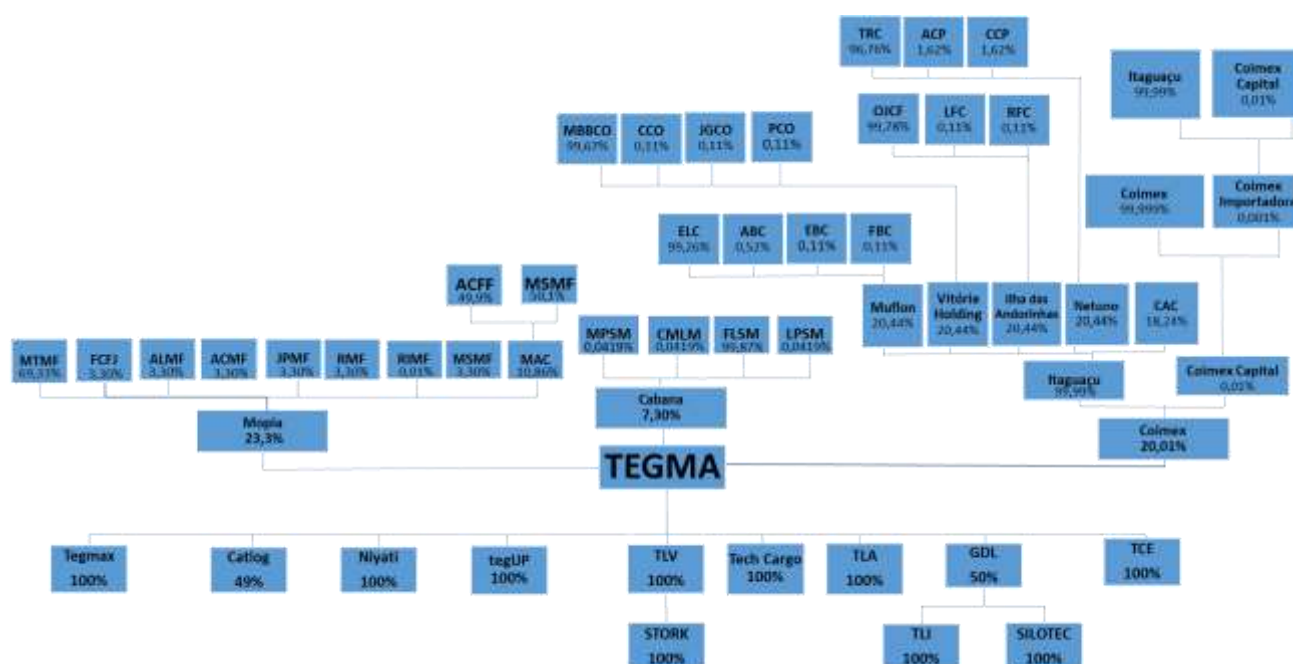 TRC
96,76%
ACP
1,62%
CCP
1,62%
Itaguaçu
99,99%
Coimex
Capital
0,01%
OJCF
99,78%
LFC
0,11%
RFC
0,11%
MBBCO
99,67%
CCO
0,11%
JGCO
0,11%
PCO
0,11%
Coimex
99,999%
Coimex
Importadora
0,001%
ELC
99,26%
ABC
0,52%
EBC
0,11%
FBC
0,11%
ACFF
49,9%
MSMF
50,1%
Muflon
20,44%
Vitória
Holding
20,44%
Ilha das
Andorinhas
20,44%
Netuno
20,44%
CAC
18,24%
MPSM
0,0419%
CMLM
0,0419%
FLSM
99,87%
LPSM
0,0419%
MTMF
69,33%
FCFJ
3,30%
ALMF
3,30%
ACMF
3,30%
JPMF
3,30%
RMF
3,30%
RIMF
0,01%
MSMF
3,30%
MAC
10,86%
Itaguaçu
99,99%
Coimex Capital
0,01%
Cabana
7,30%
Mopia
23,3%
Coimex
20,01%
TEGMA
Tegmax
100%
Catlog
49%
Niyati
100%
tegUP
100%
TLV
100%
Tech Cargo
100%
TLA
100%
GDL
50%
TCE
100%
STORK
100%
TLI
100%
SILOTEC
100%